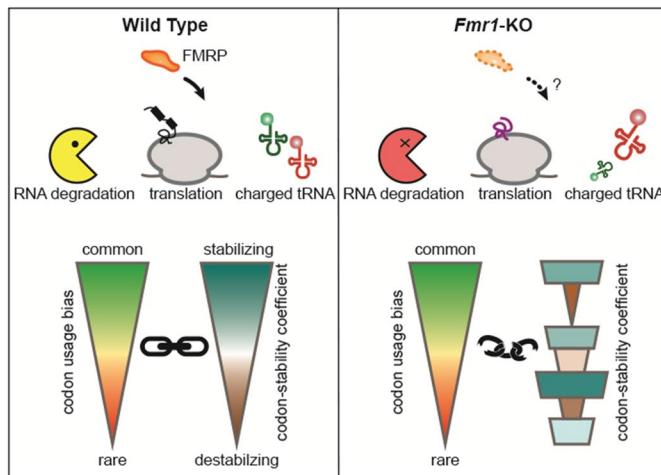 Wild Type
FMRP
RNA degradation translation charged tRNA
common
stabilizing
codon usage bias
codon-stability coefficient
rare
destabilzing
Fmr1-KO
?
x
RNA degradation translation charged tRNA
common
codon usage bias
codon-stability coefficient
rare